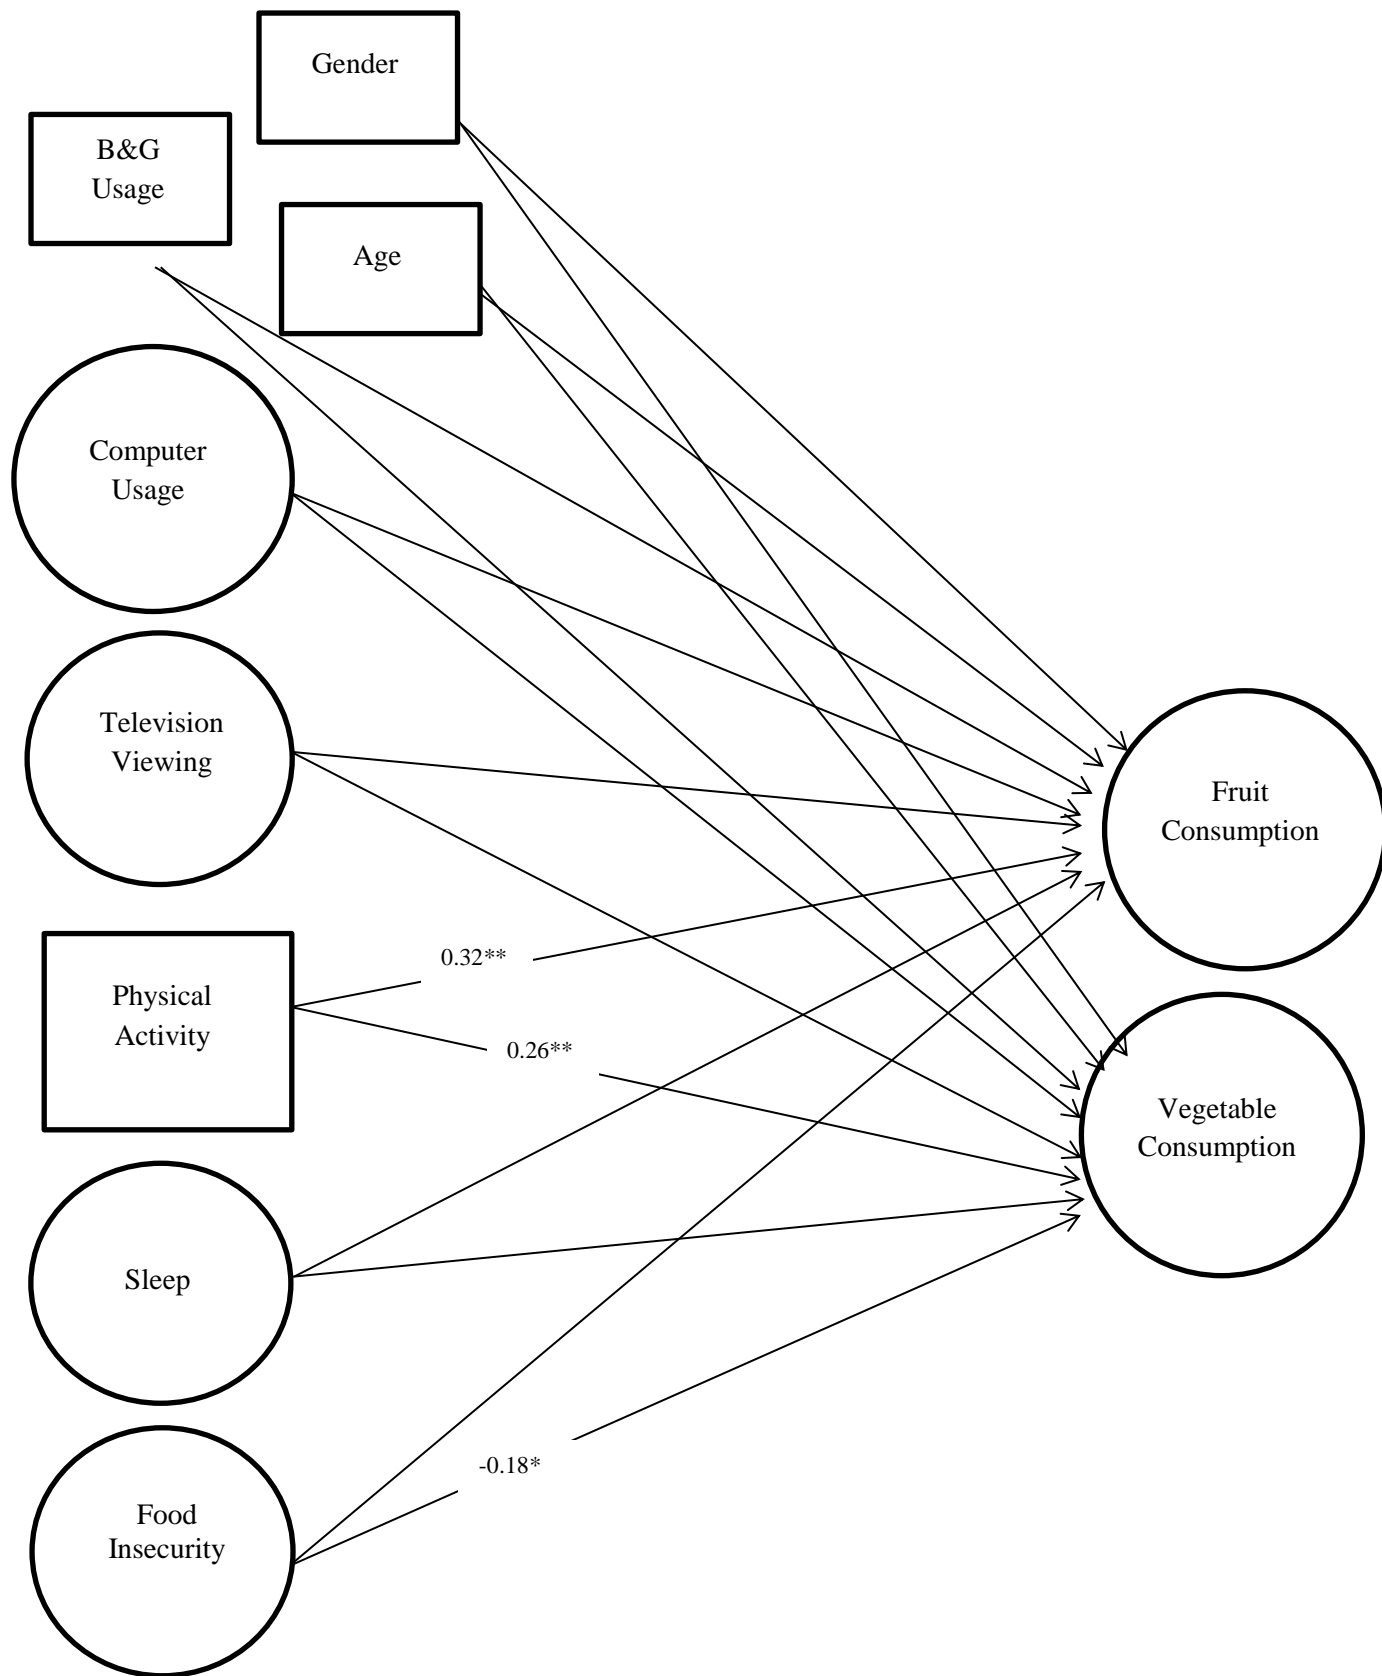 Gender
B&G
Usage
Age
Computer
Usage
Television
Viewing
Fruit
Consumption
0.32**
Physical
Activity
0.26**
Vegetable
Consumption
Sleep
-0.18*
Food
Insecurity